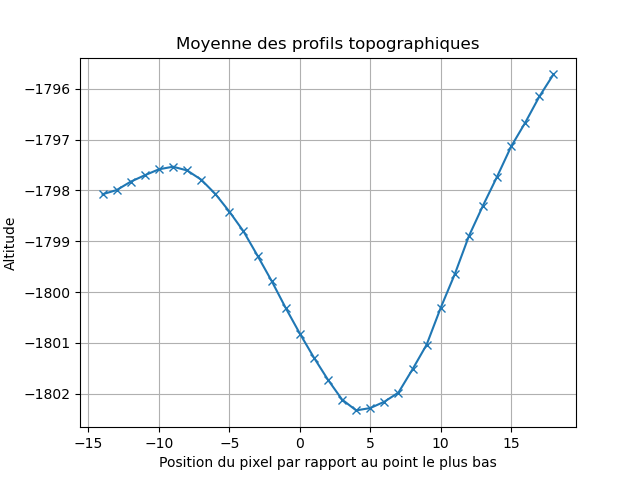 Moyenne des profils topographiques
Altitude
−1796
−1797
−1798
−1799
−1800
−1801
−1802
−15 −10 −5 0 5 10 15
Position du pixel par rapport au point le plus bas